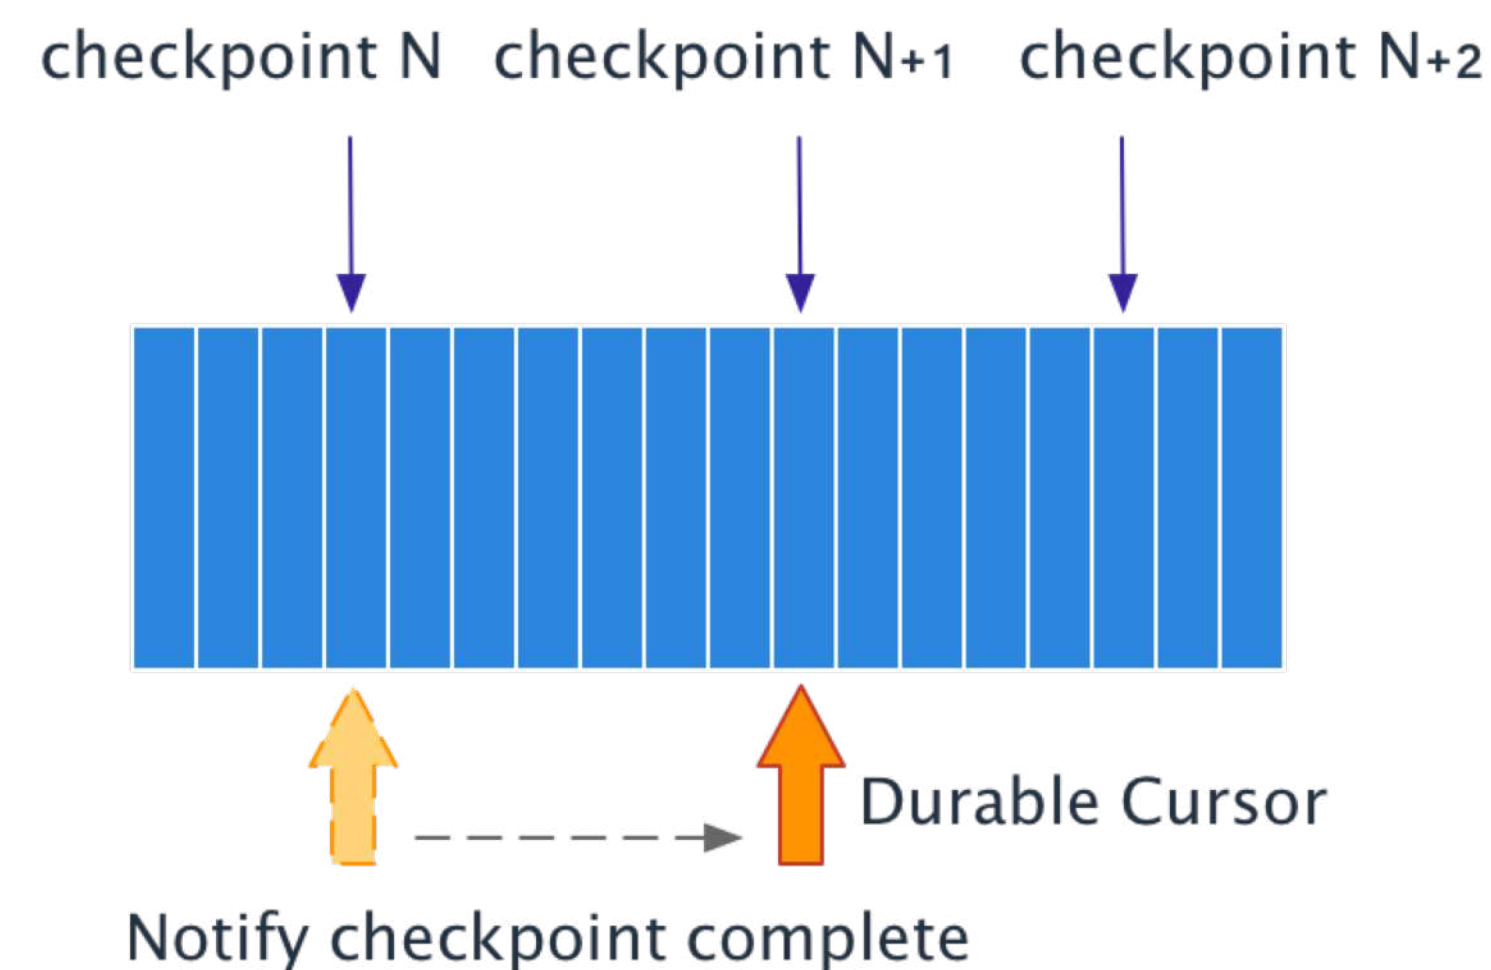 checkpoint N
checkpoint N+1
checkpoint N+2
Durable Cursor
Notify checkpoint complete